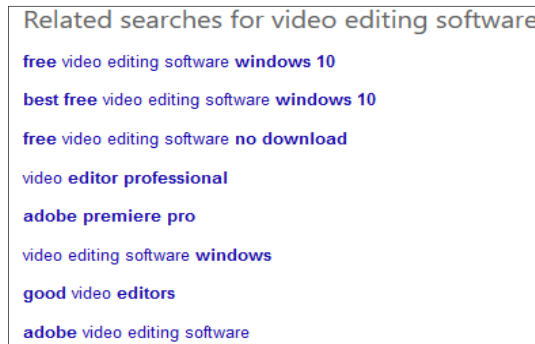 Related searches for video editing software
free video editing software windows 10
best free video editing software windows 10
free video editing software no download
video editor professional
adobe premiere pro
video editing software windows
good video editors
adobe video editing software